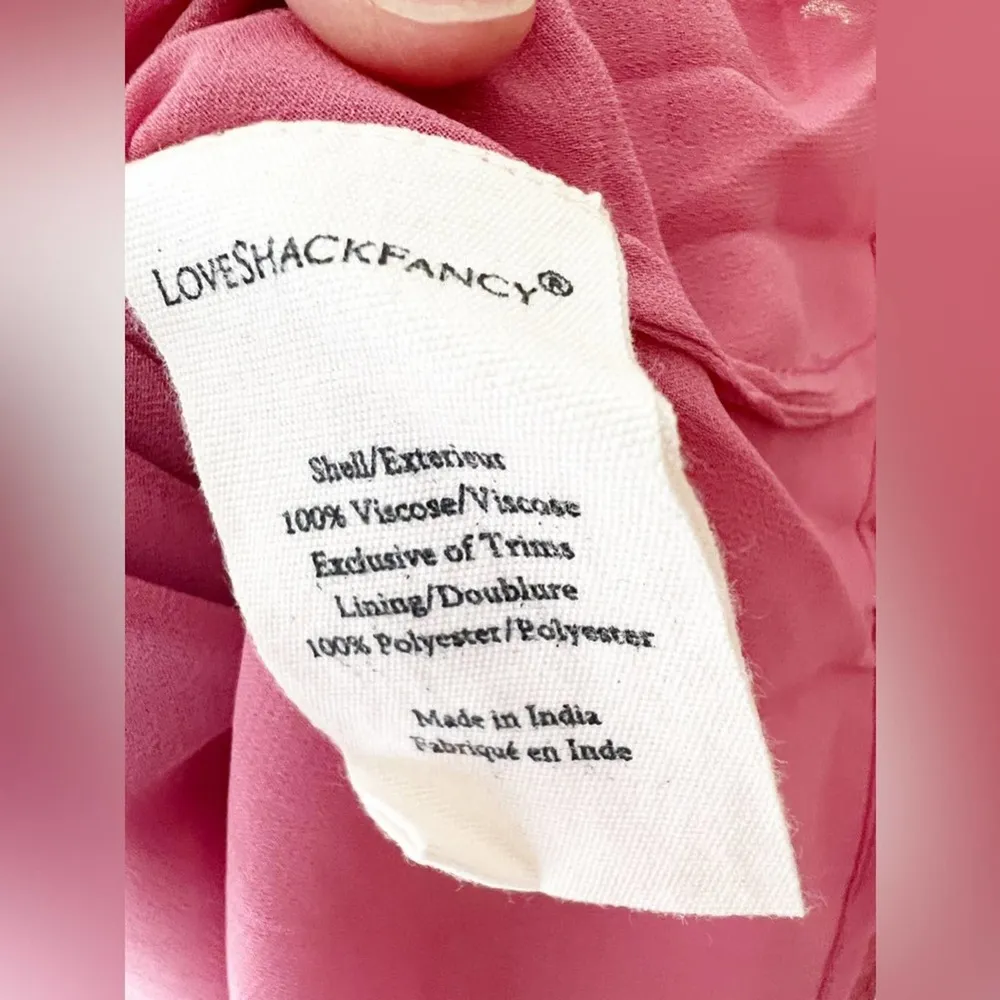 LOVESHACKFANCY®
Shell/Exterieur
100% Viscose/Viscose
Exclusive of Trims
Lining/Doublure
100% Polyester/Polyester
Made in India
Fabriqué en Inde